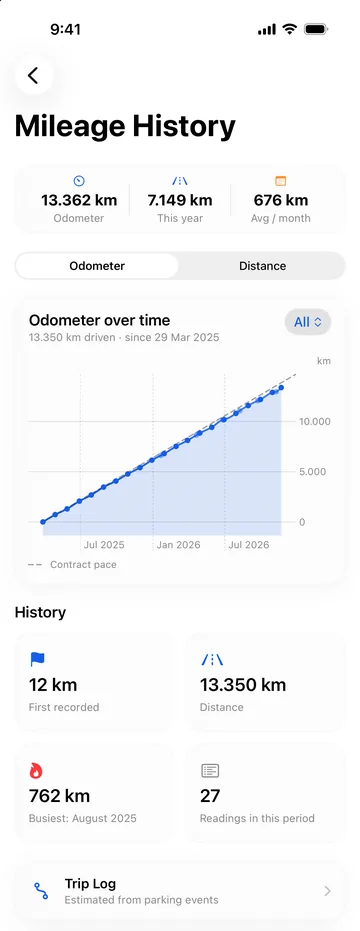 9:41
Mileage History
13.362 km
7.149 km
676 km
Odometer
This year
Avg / month
Odometer
Distance
Odometer over time
All
13.350 km driven · since 29 Mar 2025
km
10.000
5.000
0
Jul 2025
Jan 2026
Jul 2026
Contract pace
History
12 km
First recorded
13.350 km
Distance
762 km
Busiest: August 2025
27
Readings in this period
Trip Log
Estimated from parking events